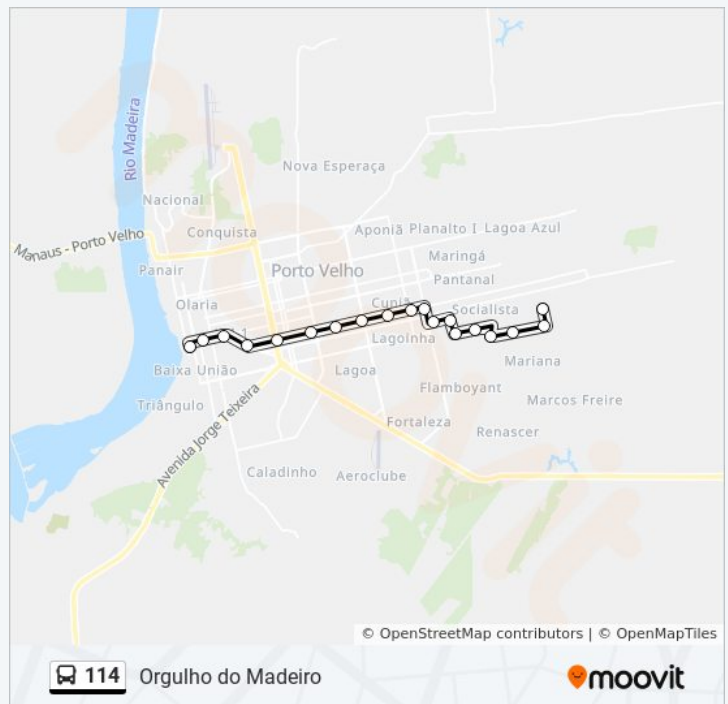 Rio Madeira
Nova Esperaça
Nacional
Conquista
Aponiã Planalto I Lagoa Azul
Manaus - Porto Velho
Maringá
Panair
Porto Velho
Pantanal
Olaria
Cuniã
Socialista
Lagoinha
Mariana
Baixa União
Lagoa
Flamboyant
Triângulo
Marcos Freire
Avenida Jorge Teixeira
Fortaleza
Renascer
Caladinho
Aeroclube
© OpenStreetMap contributors | © OpenMapTiles
114 Orgulho do Madeiro
moovit